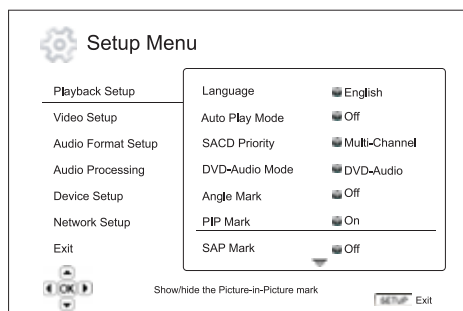 Setup Menu
Playback Setup
Video Setup
Audio Format Setup
Audio Processing
Device Setup
Network Setup
Exit
Language English
Auto Play Mode Off
SACD Priority Multi-Channel
DVD-Audio Mode DVD-Audio
Angle Mark Off
PIP Mark On
SAP Mark Off
OK
Show/hide the Picture-in-Picture mark
SETUP Exit